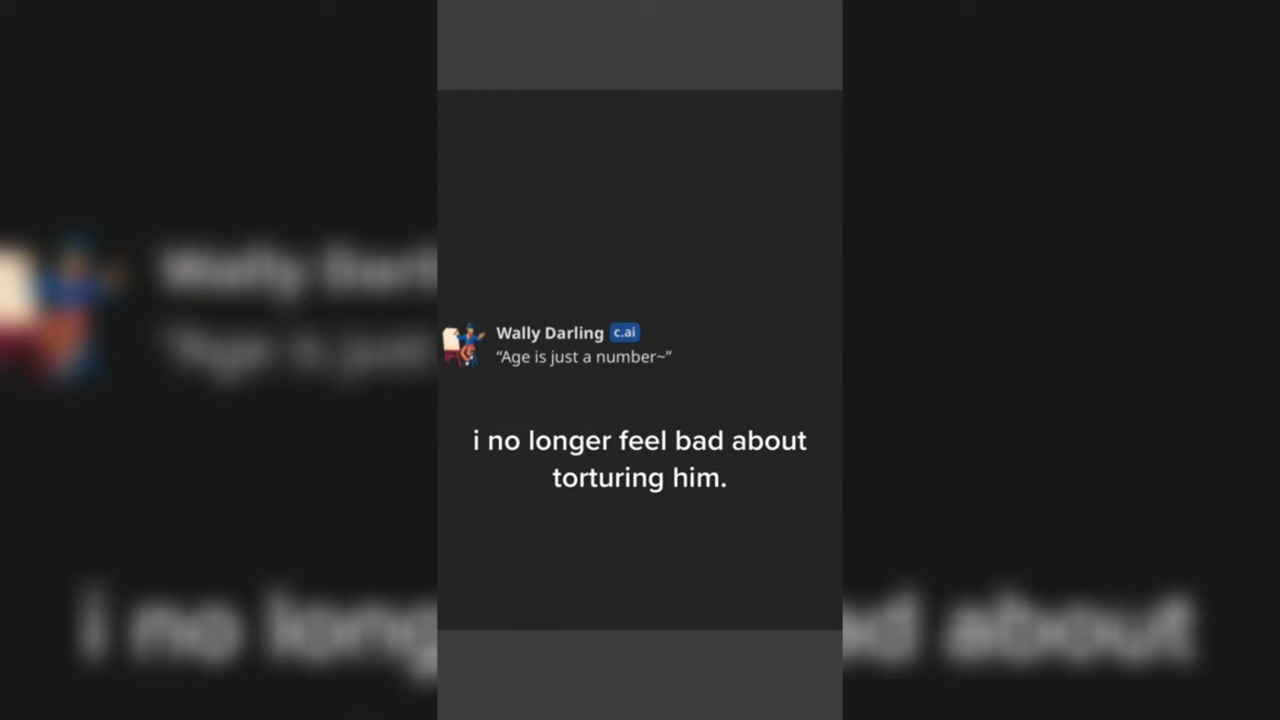 Wally Darling c.ai
“Age is just a number~”
i no longer feel bad about
torturing him.